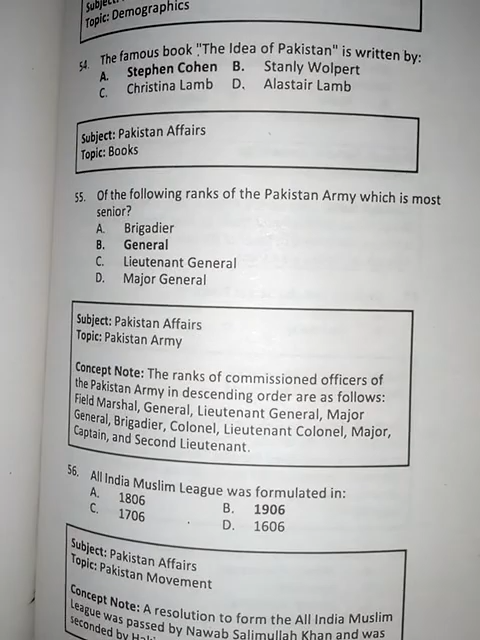 Subject:
Topic: Demographics
54. The famous book "The Idea of Pakistan" is written by:
A. Stephen Cohen B. Stanly Wolpert
C. Christina Lamb D. Alastair Lamb
Subject: Pakistan Affairs
Topic: Books
55. Of the following ranks of the Pakistan Army which is most
senior?
A. Brigadier
B. General
C. Lieutenant General
D. Major General
Subject: Pakistan Affairs
Topic: Pakistan Army
Concept Note: The ranks of commissioned officers of
the Pakistan Army in descending order are as follows:
Field Marshal, General, Lieutenant General, Major
General, Brigadier, Colonel, Lieutenant Colonel, Major,
Captain, and Second Lieutenant.
56. All India Muslim League was formulated in:
A. 1806 B. 1906
C. 1706 D. 1606
Subject: Pakistan Affairs
Topic: Pakistan Movement
Concept Note: A resolution to form the All India Muslim
League was passed by Nawab Salimullah Khan and was
seconded by